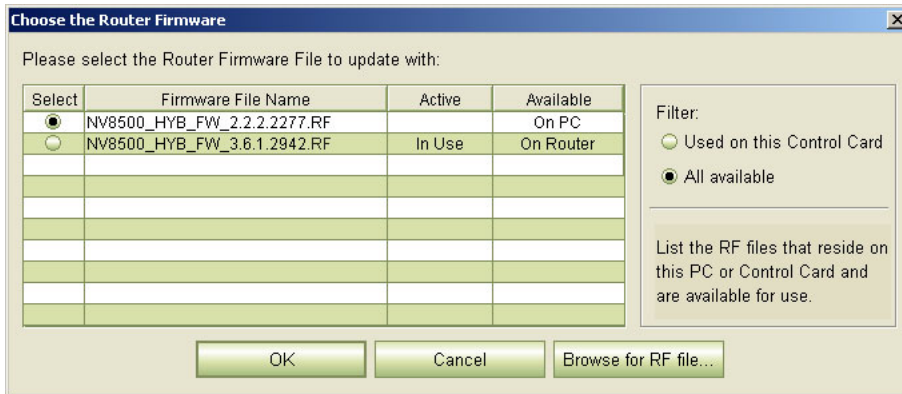 Choose the Router Firmware
Please select the Router Firmware File to update with:
Select Firmware File Name Active Available
NV8500_HYB_FW_2.2.2.2277.RF On PC
NV8500_HYB_FW_3.6.1.2942.RF In Use On Router
Filter:
Used on this Control Card
All available
List the RF files that reside on
this PC or Control Card and
are available for use.
OK Cancel Browse for RF file...